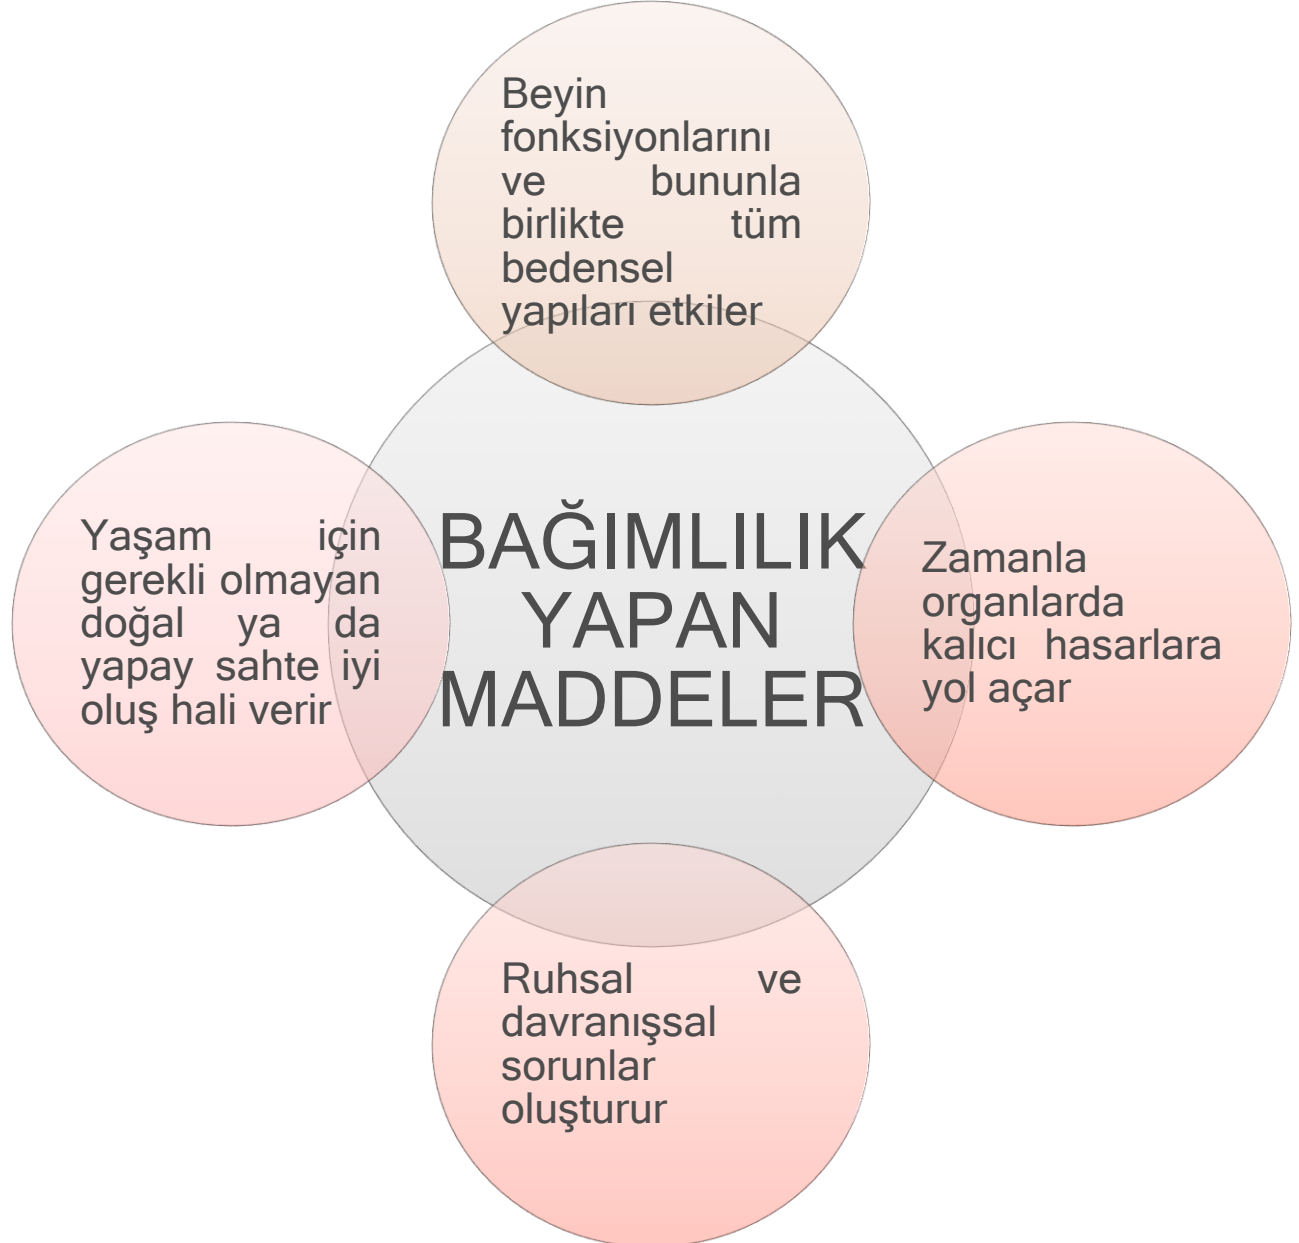 Beyin
fonksiyonlarını
ve bununla
birlikte tüm
bedensel
yapıları etkiler
Yaşam için
gerekli olmayan
doğal ya da
yapay sahte iyi
oluş hali verir
BAĞIMLILIK
YAPAN
MADDELER
Zamanla
organlarda
kalıcı hasarlara
yol açar
Ruhsal ve
davranışsal
sorunlar
oluşturur